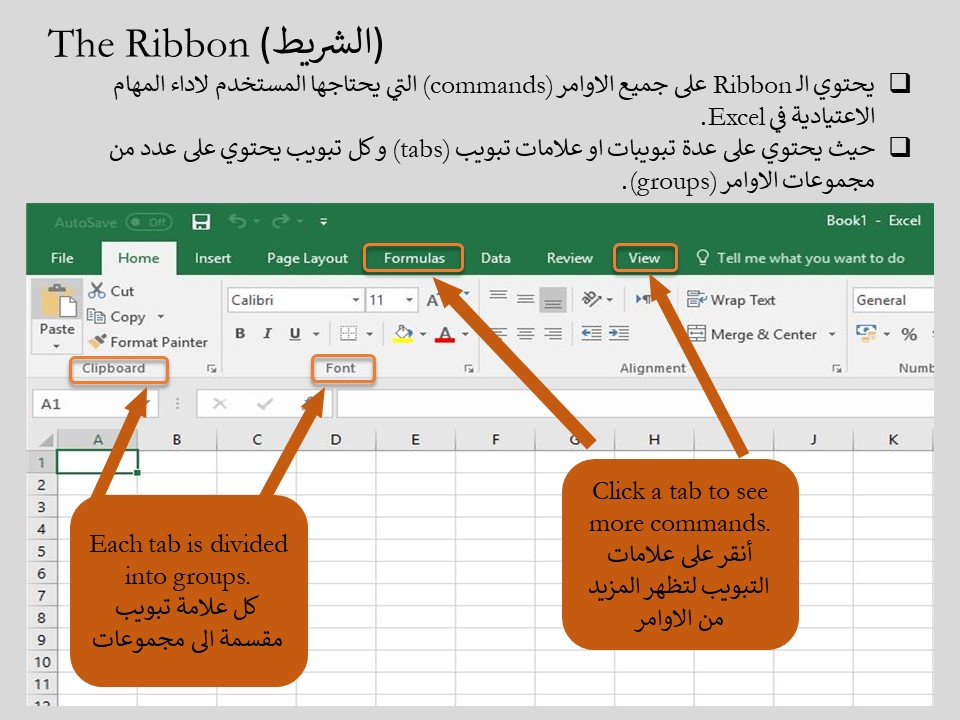 The Ribbon (الشريط)
يحتوي الـ Ribbon على جميع الاوامر (commands) التي يحتاجها المستخدم لاداء المهام
الاعتيادية في Excel.
حيث يحتوي على عدة تبويبات او علامات تبويب (tabs) وكل تبويب يحتوي على عدد من
مجموعات الاوامر (groups).
AutoSave Off Book1 - Excel
File Home Insert Page Layout Formulas Data Review View Tell me what you want to do
Cut
Copy
Format Painter
Paste
Clipboard
Calibri 11
B I U
Font
Wrap Text
Merge & Center
Alignment
General
%
A1
A B C D E F G H J K
1
2
3
4
5
6
7
8
9
10
11
12
Each tab is divided
into groups.
كل علامة تبويب
مقسمة الى مجموعات
Click a tab to see
more commands.
أنقر على علامات
التبويب لتظهر المزيد
من الاوامر